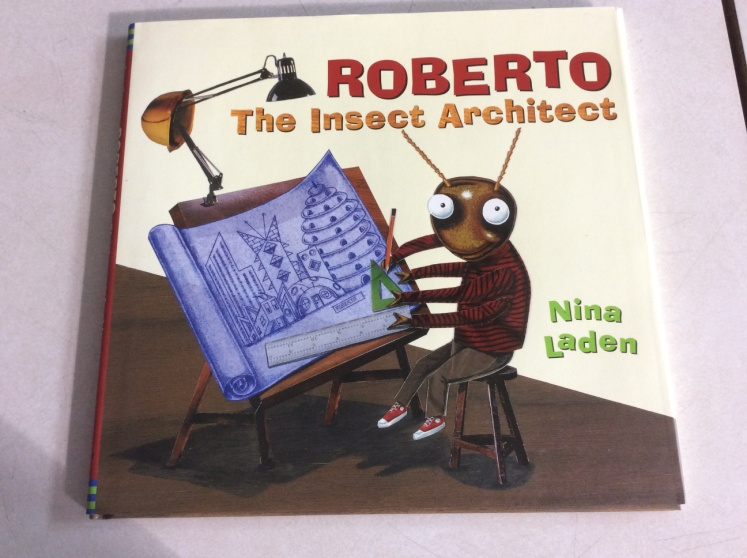 ROBERTO
The Insect Architect
Nina
Laden